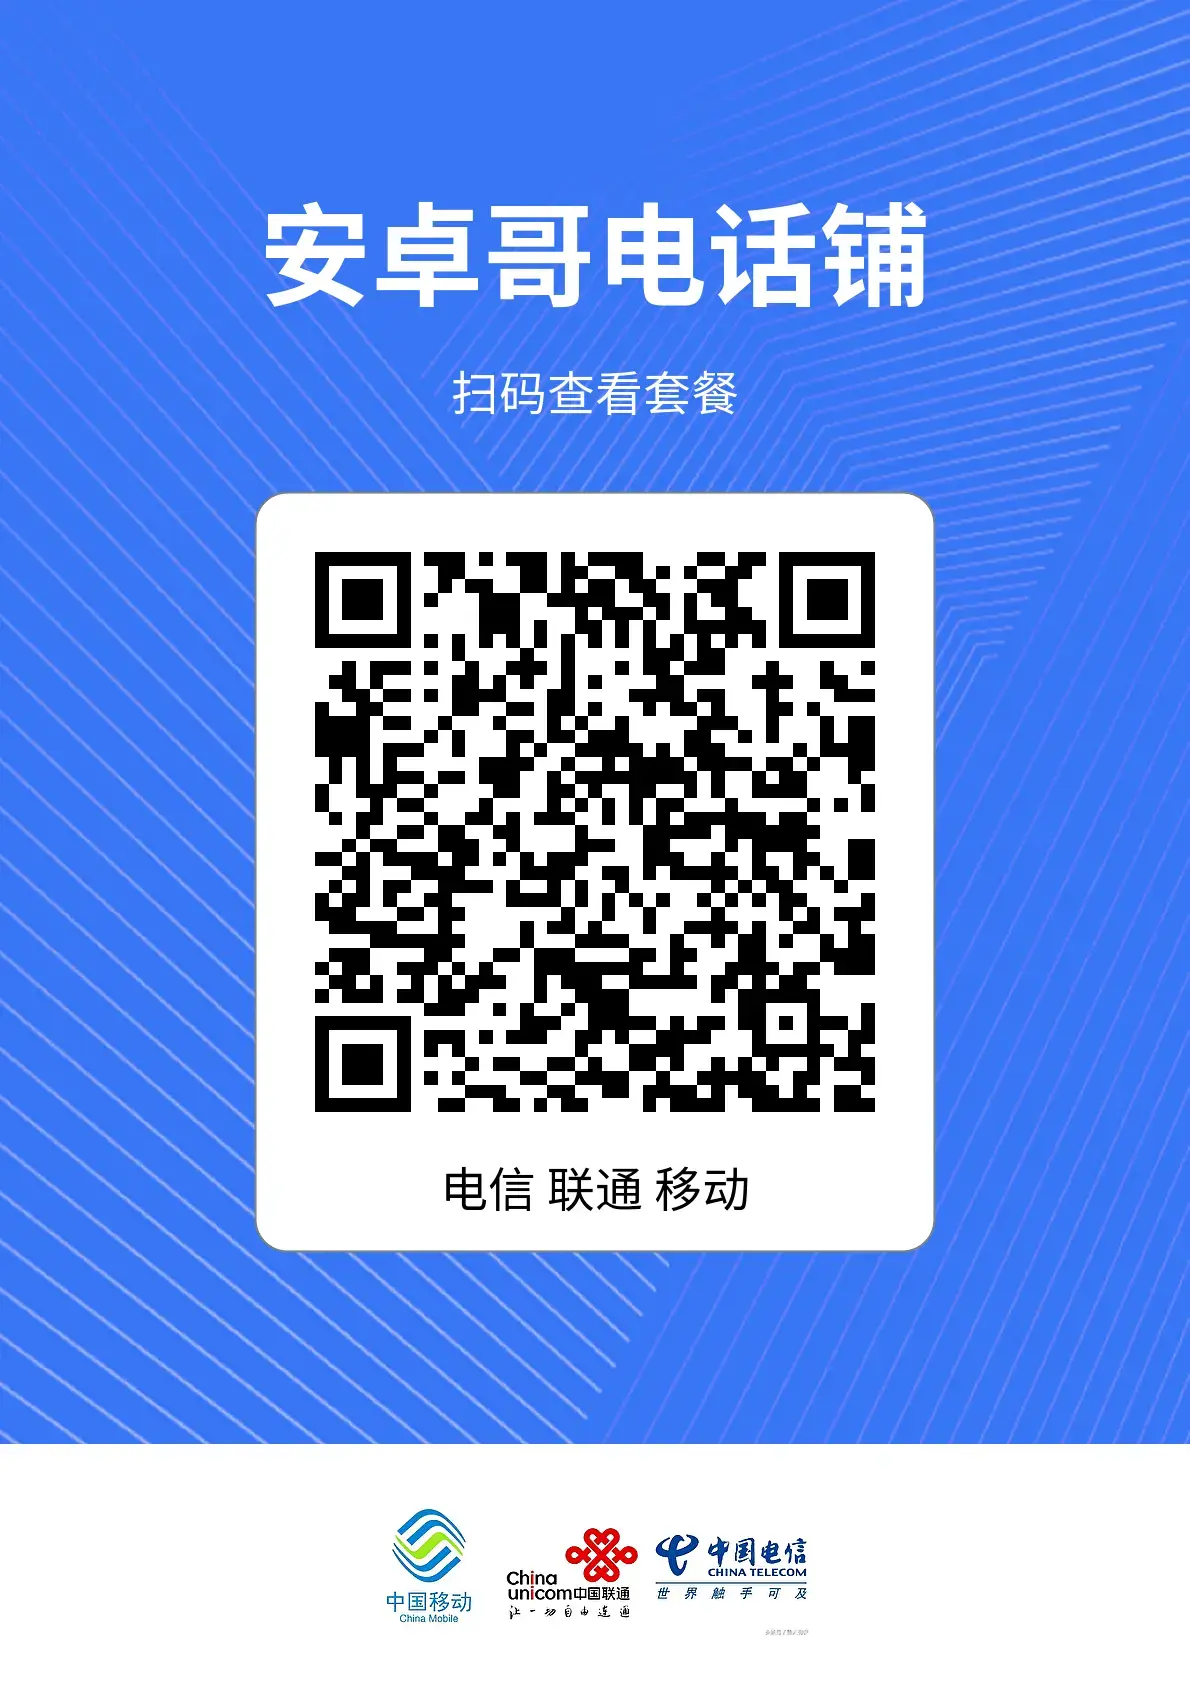 安卓哥电话铺
扫码查看套餐
电信 联通 移动
中国移动
China Mobile
China
unicom中国联通
让一切自由连通
中国电信
CHINA TELECOM
世界触手可及